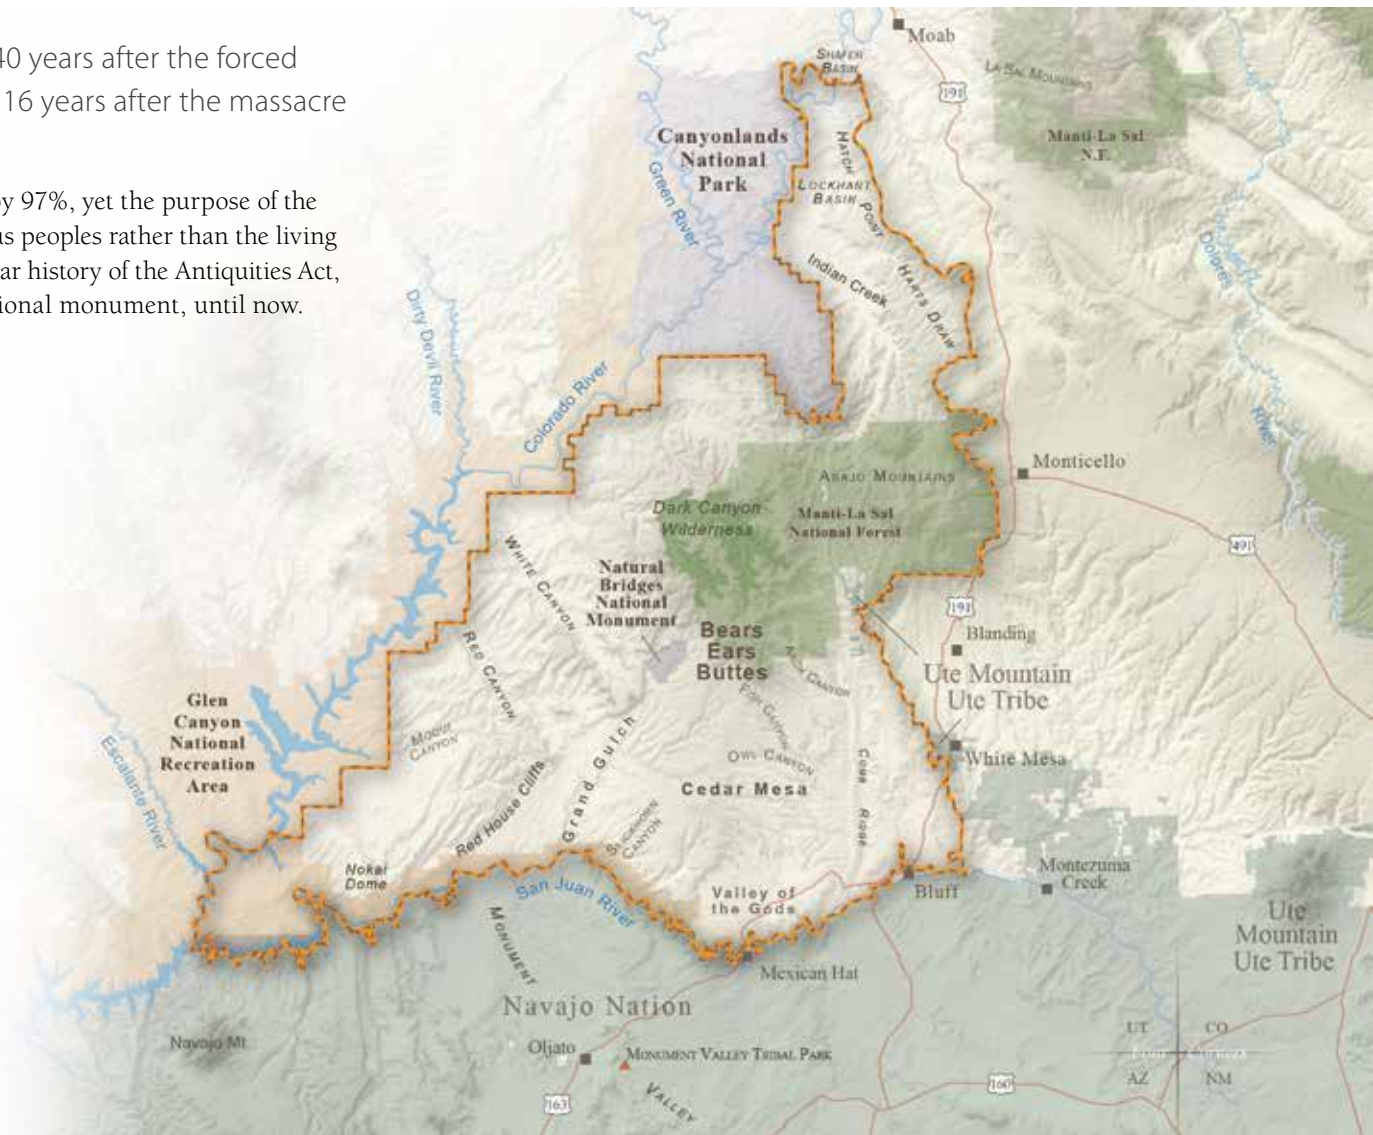 40 years after the forced
16 years after the massacre
by 97%, yet the purpose of the
us peoples rather than the living
ar history of the Antiquities Act,
ional monument, until now.
Moab
SHAFER
BASIN
LA SAL MOUNTAINS
191
Canyonlands
National
Park
Manti-La Sal
N.F.
HATCH
POINT
LOCKHART
BASIN
Green River
Indian Creek
HARTS DRAW
Dolores
River
Dirty Devil River
Colorado River
Monticello
ABAJO MOUNTAINS
Dark Canyon
Wilderness
Manti-La Sal
National Forest
491
WHITE CANYON
Natural
Bridges
National
Monument
191
Blanding
Bears
Ears
Buttes
RED CANYON
Ute Mountain
Ute Tribe
Glen
Canyon
National
Recreation
Area
Escalante River
MOQUI
CANYON
FISH CANYON
OWL CANYON
White Mesa
Cedar Mesa
COMB RIDGE
Red House Cliffs
Grand Gulch
CANYON
Nokai
Dome
San Juan River
Valley of
the Gods
Bluff
Montezuma
Creek
MONUMENT
VALLEY
Mexican Hat
Ute
Mountain
Ute Tribe
Navajo Nation
Navajo Mt
Oljato
MONUMENT VALLEY TRIBAL PARK
163
160
UT
CO
AZ
NM